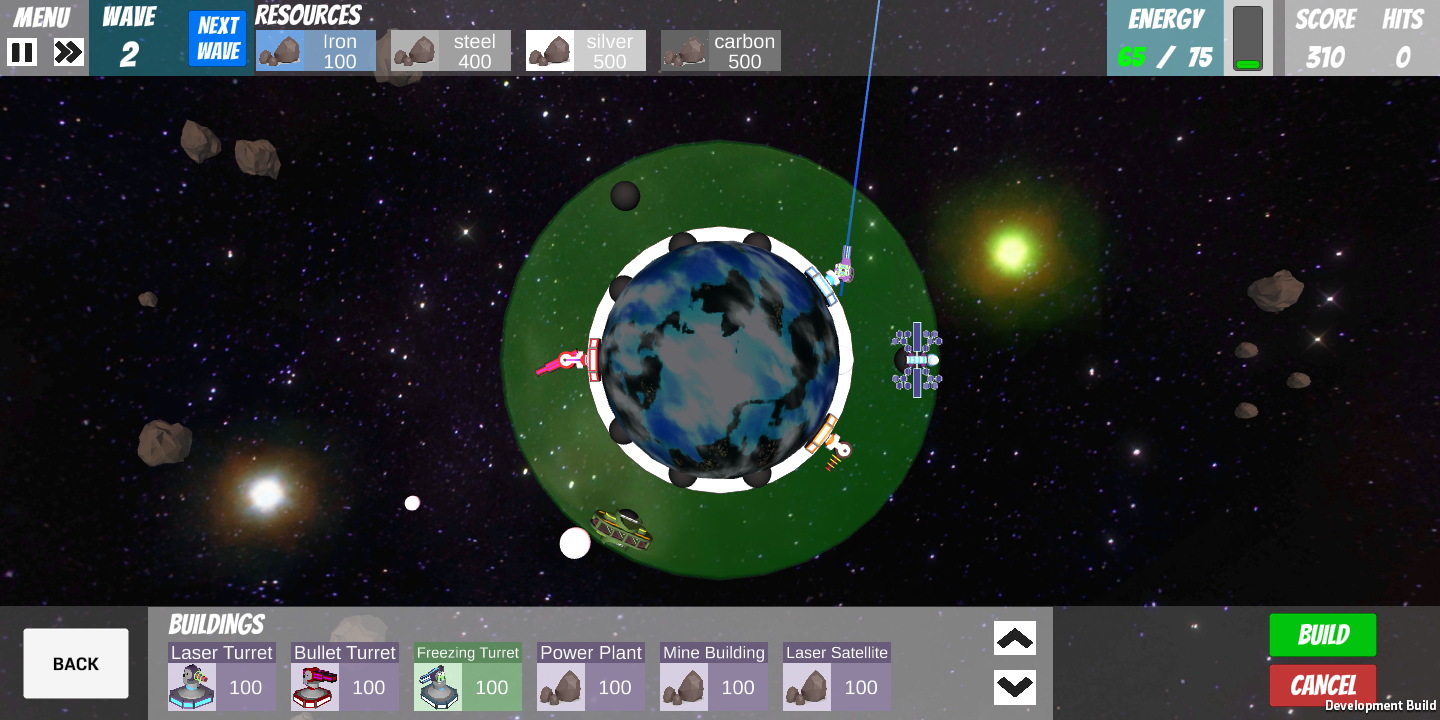 MENU
WAVE
2
NEXT
WAVE
RESOURCES
Iron
100
steel
400
silver
500
carbon
500
ENERGY
65 / 75
SCORE
310
HITS
0
BUILDINGS
Laser Turret
100
Bullet Turret
100
Freezing Turret
100
Power Plant
100
Mine Building
100
Laser Satellite
100
BACK
BUILD
CANCEL
Development Build